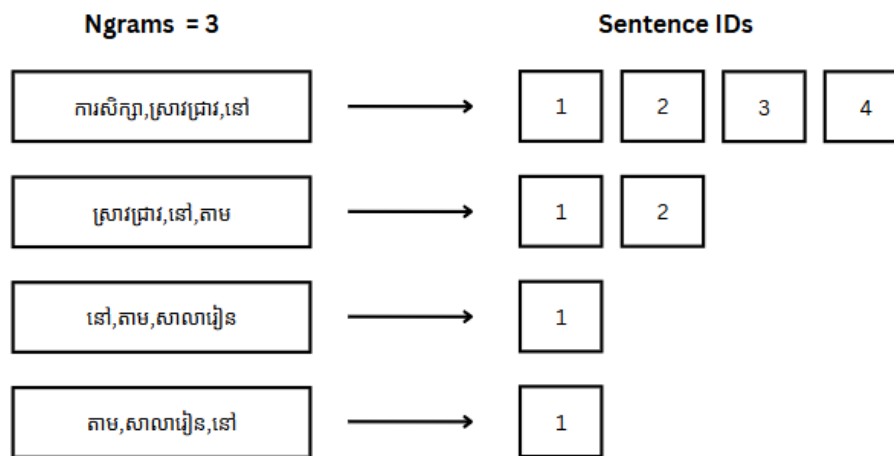 Ngrams = 3 Sentence IDs
ការសិក្សា,ស្រាវជ្រាវ,នៅ 1 2 3 4
ស្រាវជ្រាវ,នៅ,តាម 1 2
នៅ,តាម,សាលារៀន 1
តាម,សាលារៀន,នៅ 1